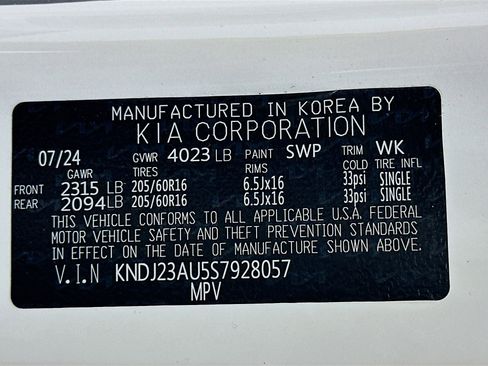 MANUFACTURED IN KOREA BY
KIA CORPORATION
07/24 GVWR 4023 LB PAINT SWP TRIM WK
GAWR TIRES RIMS COLD TIRE INFL
FRONT 2315 LB 205/60R16 6.5Jx16 33psi SINGLE
REAR 2094 LB 205/60R16 6.5Jx16 33psi SINGLE
THIS VEHICLE CONFORMS TO ALL APPLICABLE U.S.A. FEDERAL
MOTOR VEHICLE SAFETY AND THEFT PREVENTION STANDARDS
IN EFFECT ON THE DATE OF MANUFACTURE SHOWN ABOVE.
V.I.N KNDJ23AU5S7928057
MPV